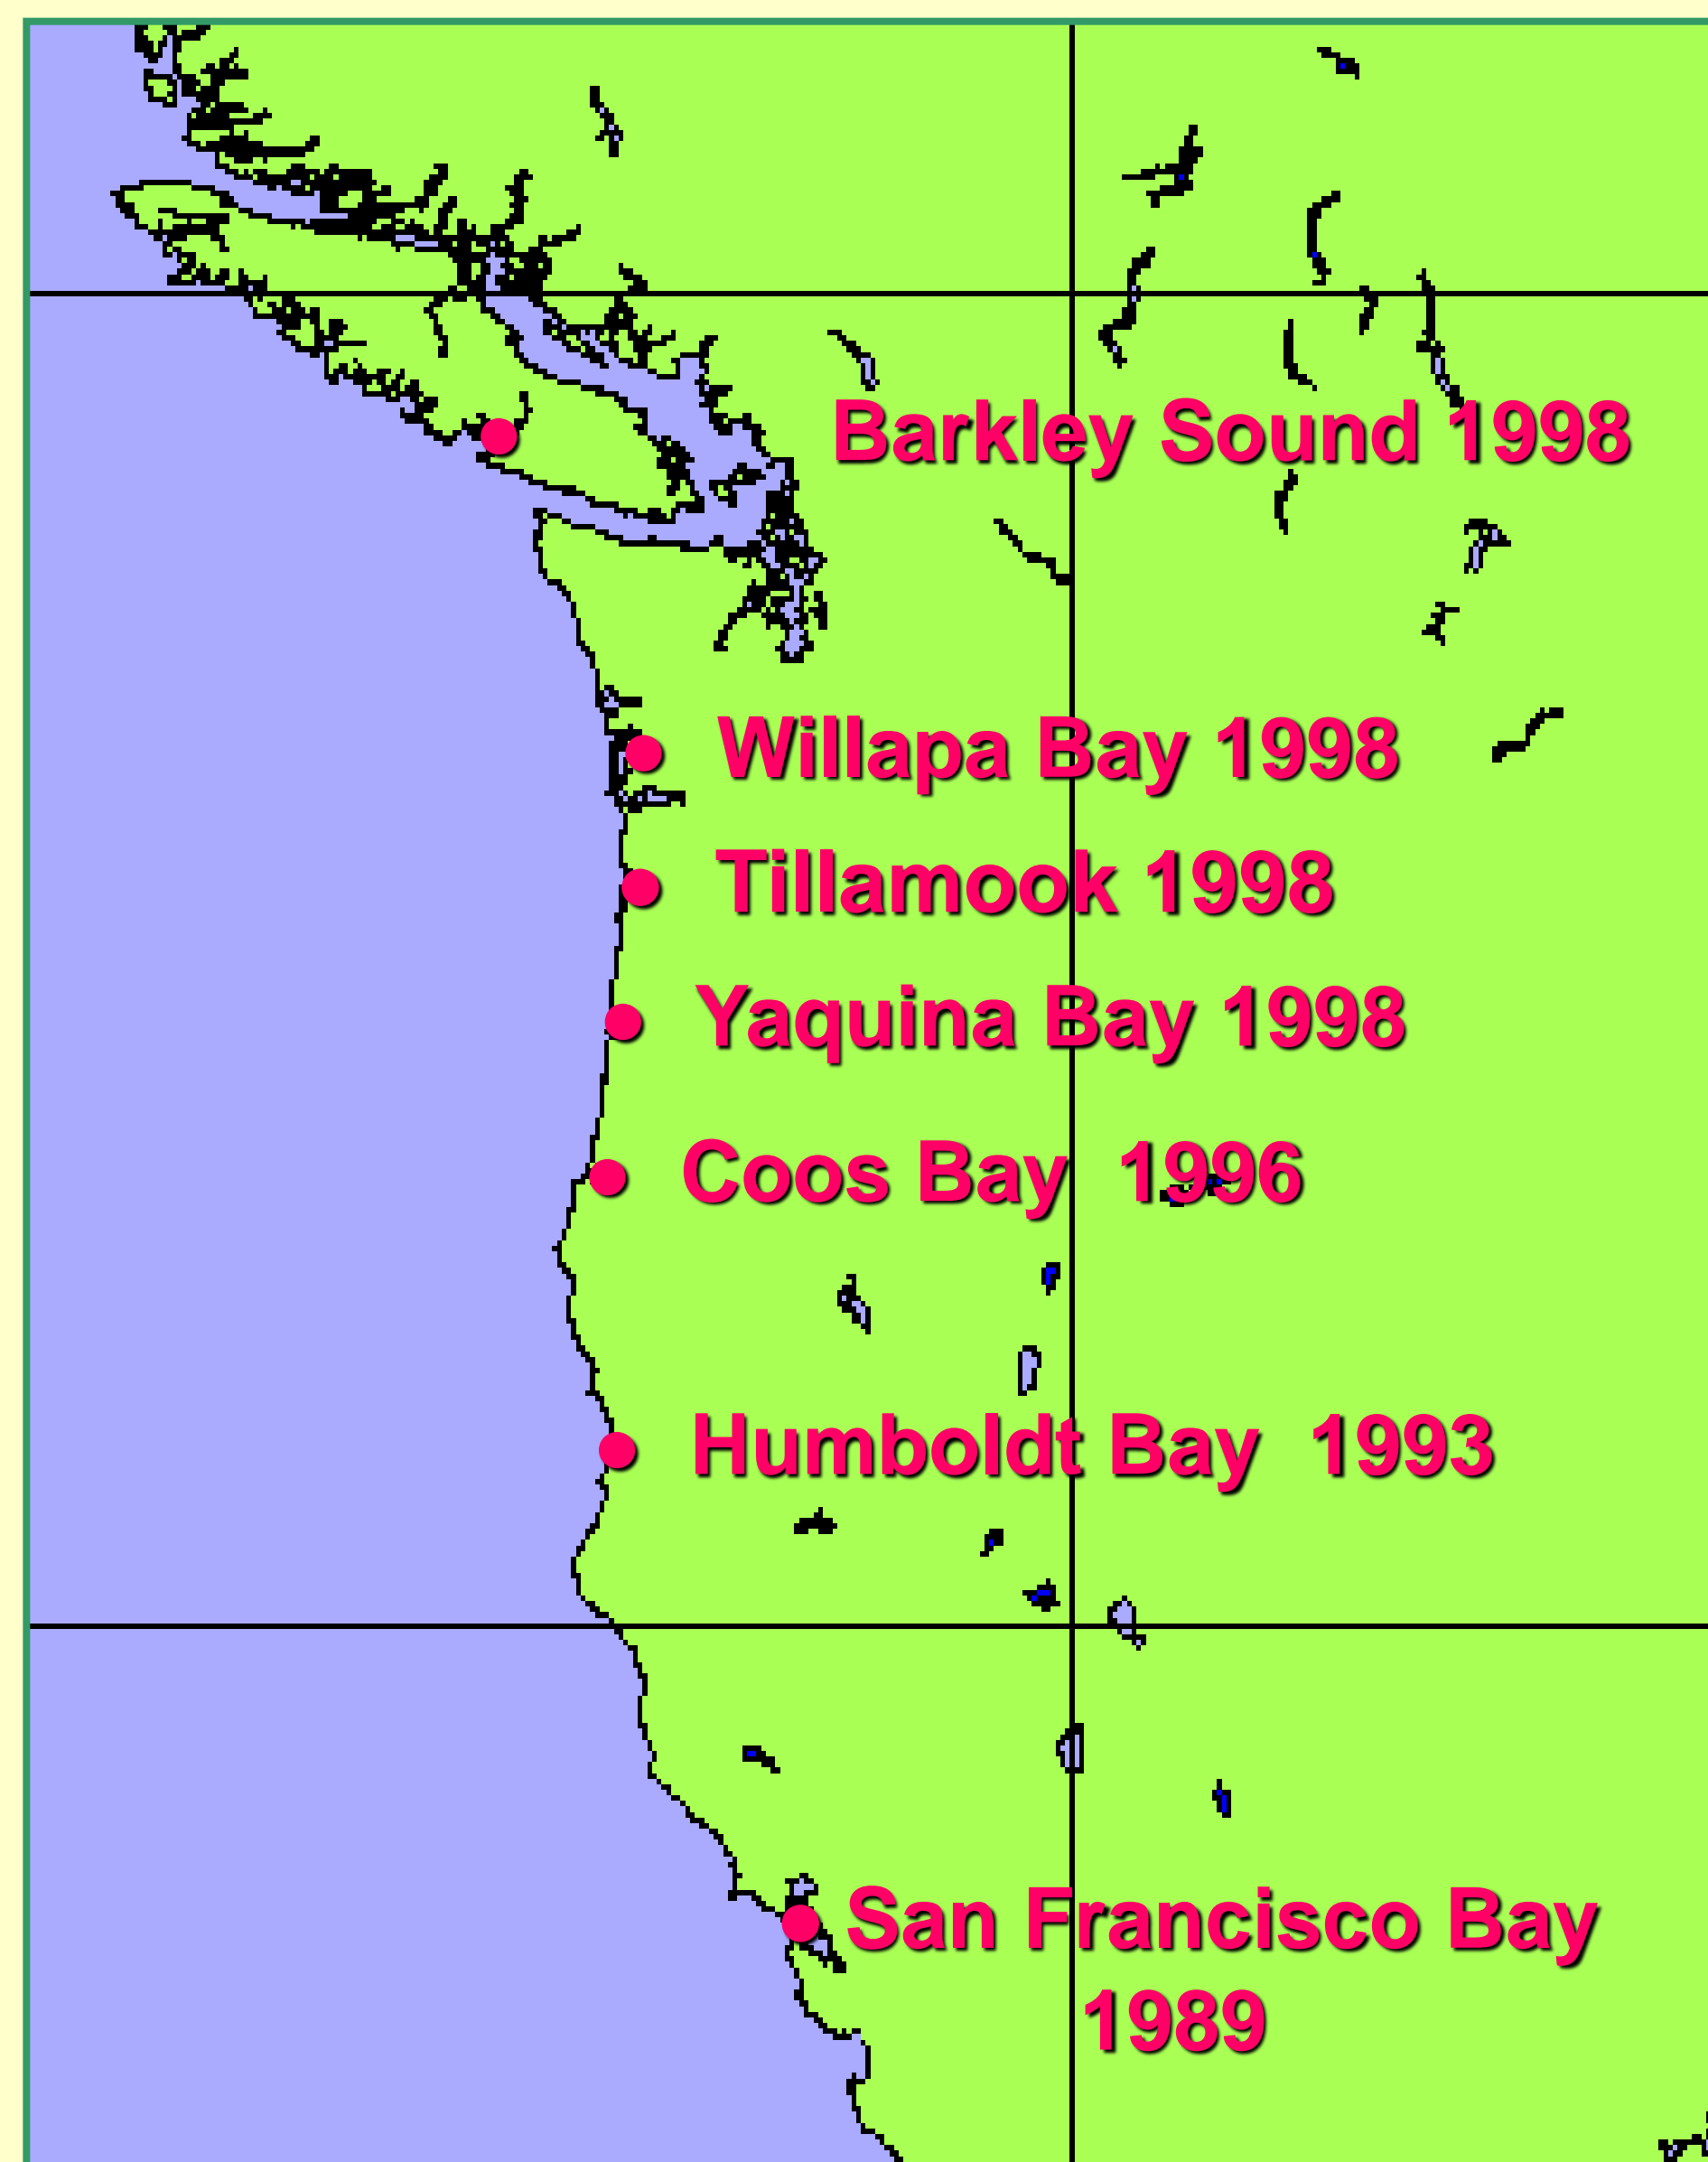 Barkley Sound 1998
Willapa Bay 1998
Tillamook 1998
Yaquina Bay 1998
Coos Bay  1996
Humboldt Bay  1993
San Francisco Bay
1989